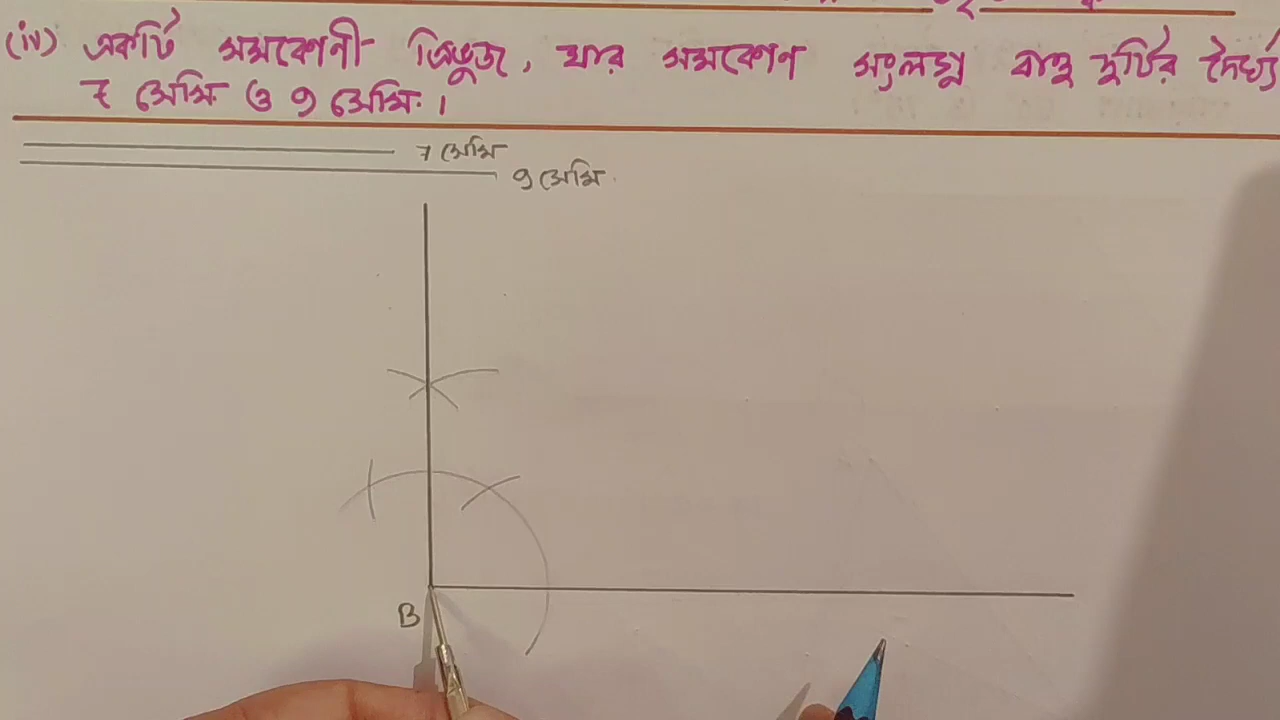 (iv) একটি সমকোণী ত্রিভুজ, যার সমকোণ সংলগ্ন বাহু দুটির দৈর্ঘ্য
৭ সেমি ও ৯ সেমি।
৭ সেমি
৯ সেমি.
B